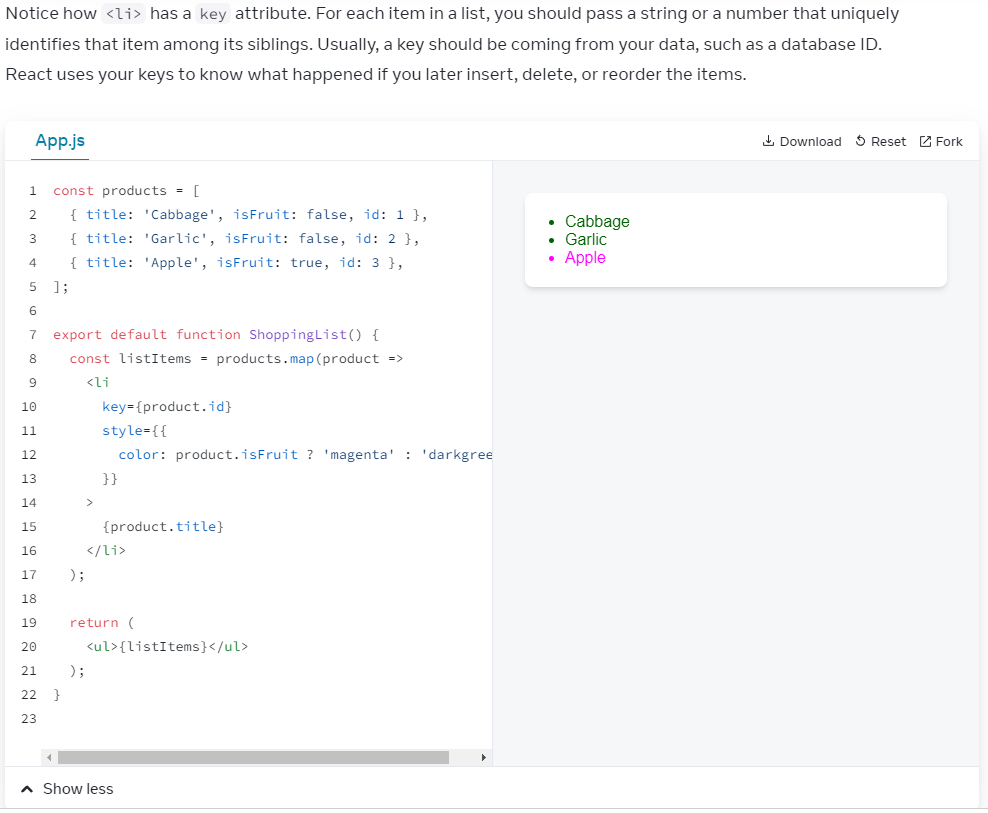 Notice how <li> has a key attribute. For each item in a list, you should pass a string or a number that uniquely
identifies that item among its siblings. Usually, a key should be coming from your data, such as a database ID.
React uses your keys to know what happened if you later insert, delete, or reorder the items.
App.js
Download Reset Fork
1 const products = [
2 { title: 'Cabbage', isFruit: false, id: 1 },
3 { title: 'Garlic', isFruit: false, id: 2 },
4 { title: 'Apple', isFruit: true, id: 3 },
5 ];
6
7 export default function ShoppingList() {
8 const listItems = products.map(product =>
9 <li
10 key={product.id}
11 style={{
12 color: product.isFruit ? 'magenta' : 'darkgree
13 }}
14 >
15 {product.title}
16 </li>
17 );
18
19 return (
20 <ul>{listItems}</ul>
21 );
22 }
23
• Cabbage
• Garlic
• Apple
Show less